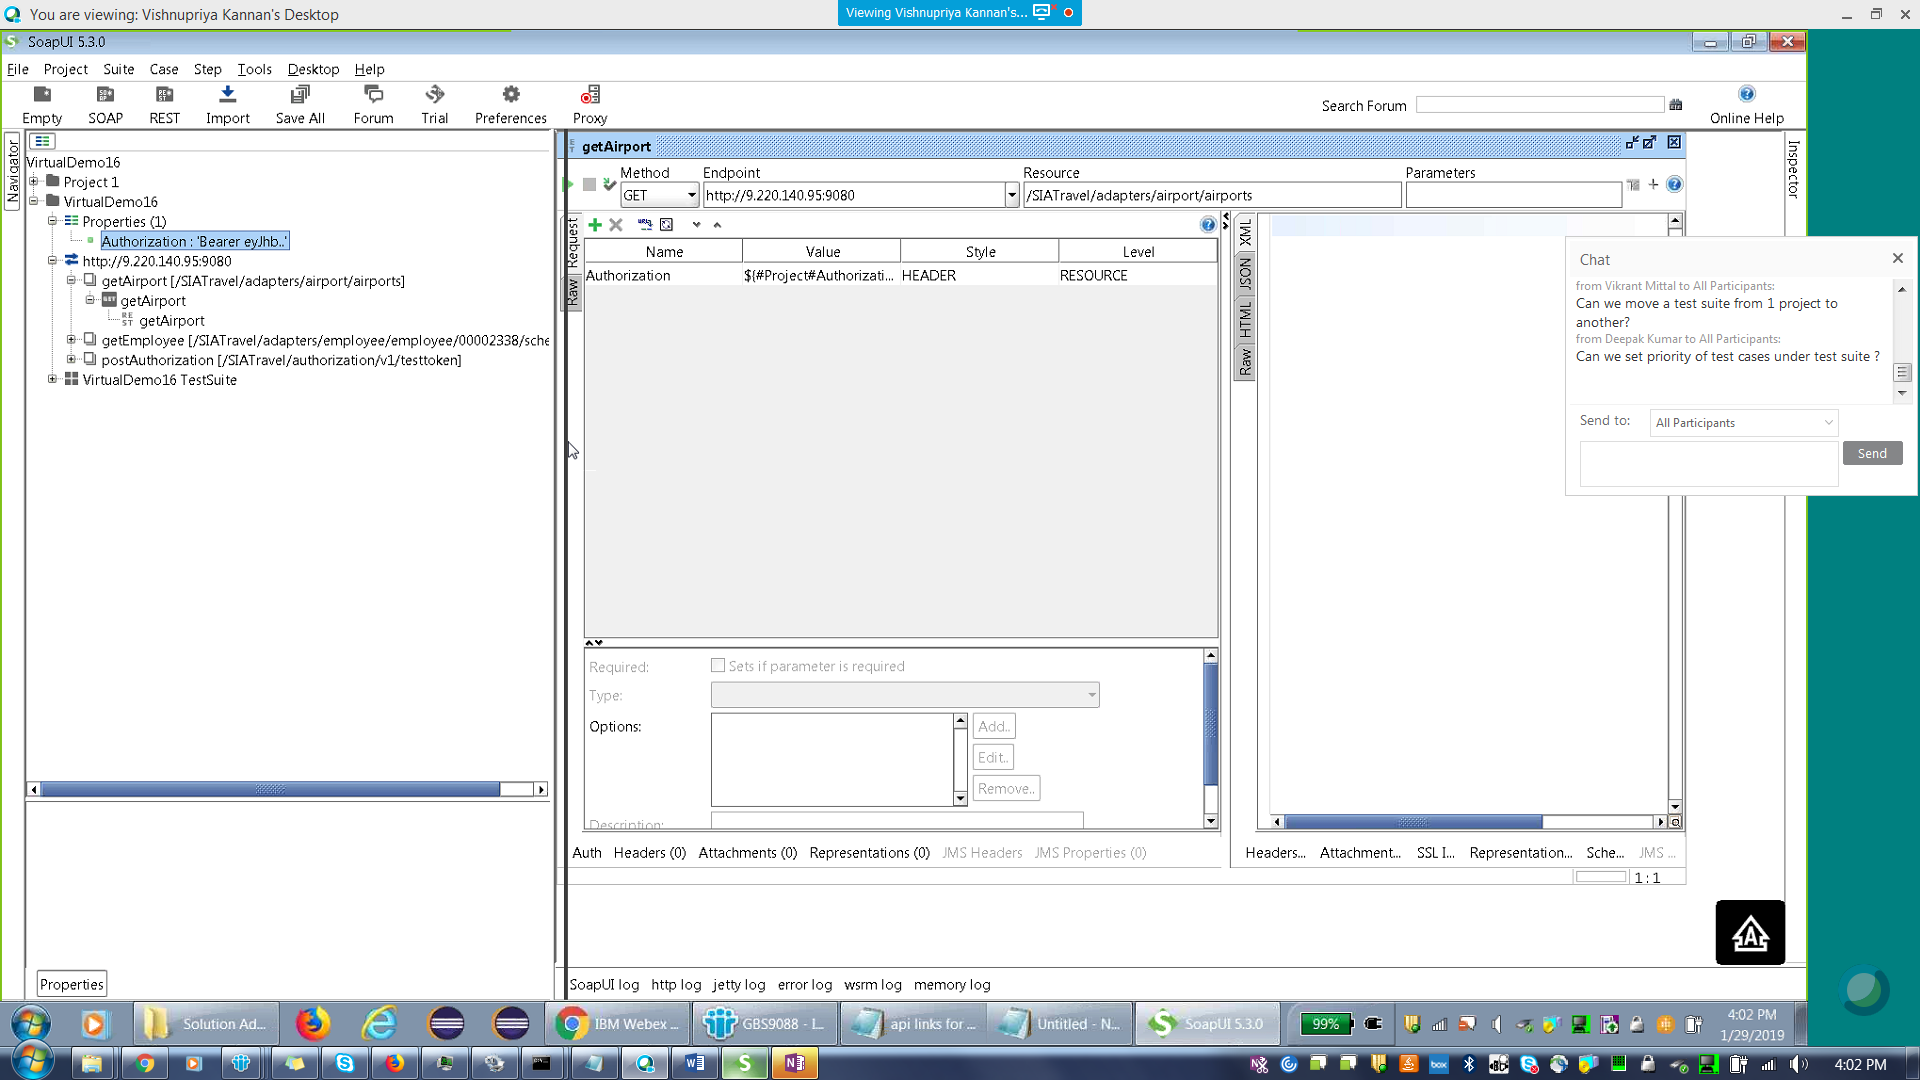 You are viewing: Vishnupriya Kannan's Desktop
Viewing Vishnupriya Kannan's...
SoapUI 5.3.0
File Project Suite Case Step Tools Desktop Help
Empty SOAP REST Import Save All Forum Trial Preferences Proxy
Search Forum
Online Help
Navigator
VirtualDemo16
Project 1
VirtualDemo16
Properties (1)
Authorization : 'Bearer eyJhb..'
http://9.220.140.95:9080
getAirport [/SIATravel/adapters/airport/airports]
getAirport
getAirport
getEmployee [/SIATravel/adapters/employee/employee/00002338/sche
postAuthorization [/SIATravel/authorization/v1/testtoken]
VirtualDemo16 TestSuite
Properties
getAirport
Method Endpoint Resource Parameters
GET http://9.220.140.95:9080 /SIATravel/adapters/airport/airports
Request
Raw
Name Value Style Level
Authorization ${#Project#Authorizati... HEADER RESOURCE
Required: Sets if parameter is required
Type:
Options:
Add..
Edit..
Remove..
Description:
Auth Headers (0) Attachments (0) Representations (0) JMS Headers JMS Properties (0)
XML
JSON
HTML
Raw
Headers... Attachment... SSL I... Representation... Sche... JMS ...
1 : 1
Inspector
Chat
from Vikrant Mittal to All Participants:
Can we move a test suite from 1 project to
another?
from Deepak Kumar to All Participants:
Can we set priority of test cases under test suite ?
Send to: All Participants
Send
SoapUI log http log jetty log error log wsrm log memory log
Solution Ad...
IBM Webex ...
GBS9088 - I...
api links for ...
Untitled - N...
SoapUI 5.3.0
99%
4:02 PM
1/29/2019
4:02 PM